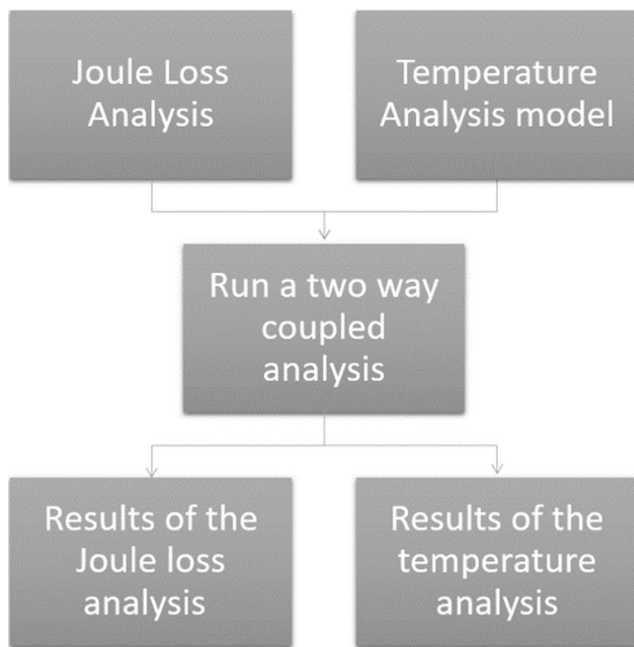 Joule Loss
Analysis
Temperature
Analysis model
Run a two way
coupled
analysis
Results of the
Joule loss
analysis
Results of the
temperature
analysis